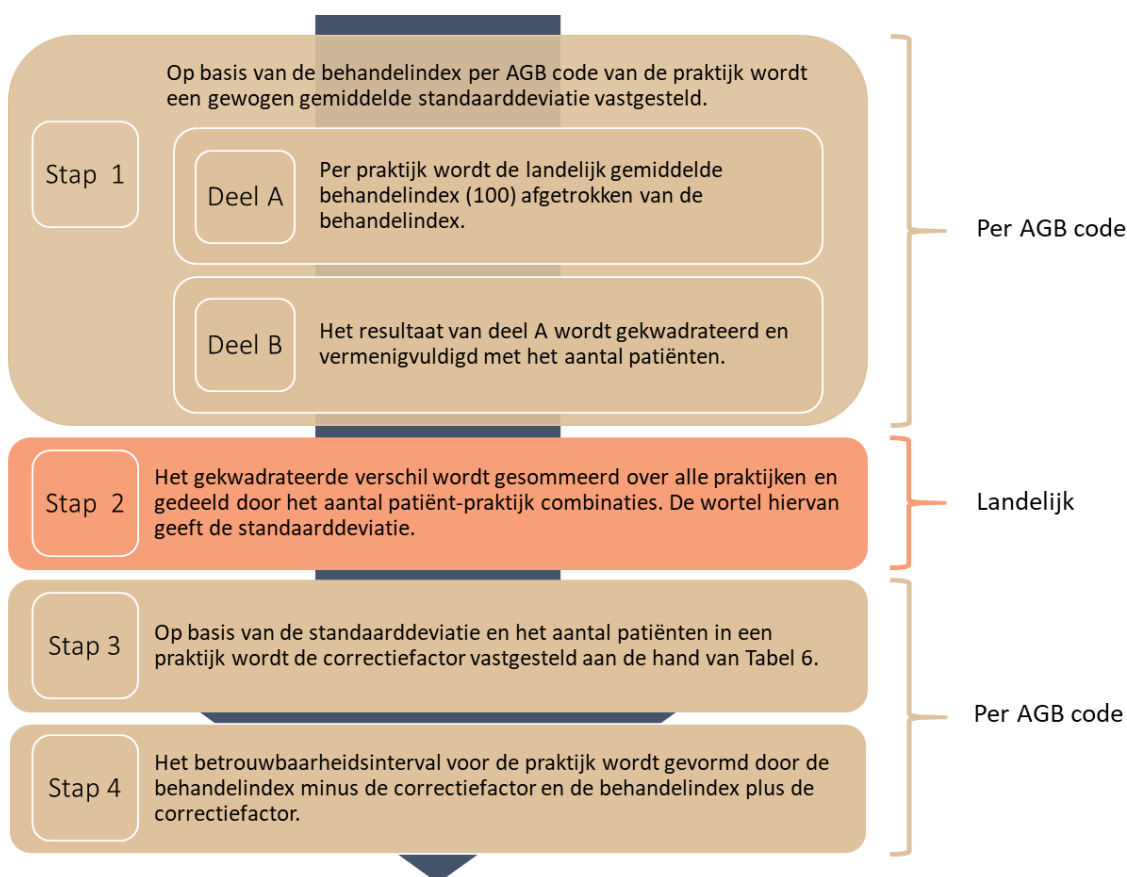 Op basis van de behandelindex per AGB code van de praktijk wordt
een gewogen gemiddelde standaarddeviatie vastgesteld.
Stap 1
Deel A
Per praktijk wordt de landelijk gemiddelde
behandelindex (100) afgetrokken van de
behandelindex.
Deel B
Het resultaat van deel A wordt gekwadrateerd en
vermenigvuldigd met het aantal patiënten.
Per AGB code
Stap 2
Het gekwadrateerde verschil wordt gesommeerd over alle praktijken en
gedeeld door het aantal patiënt-praktijk combinaties. De wortel hiervan
geeft de standaarddeviatie.
Landelijk
Stap 3
Op basis van de standaarddeviatie en het aantal patiënten in een
praktijk wordt de correctiefactor vastgesteld aan de hand van Tabel 6.
Stap 4
Het betrouwbaarheidsinterval voor de praktijk wordt gevormd door de
behandelindex minus de correctiefactor en de behandelindex plus de
correctiefactor.
Per AGB code